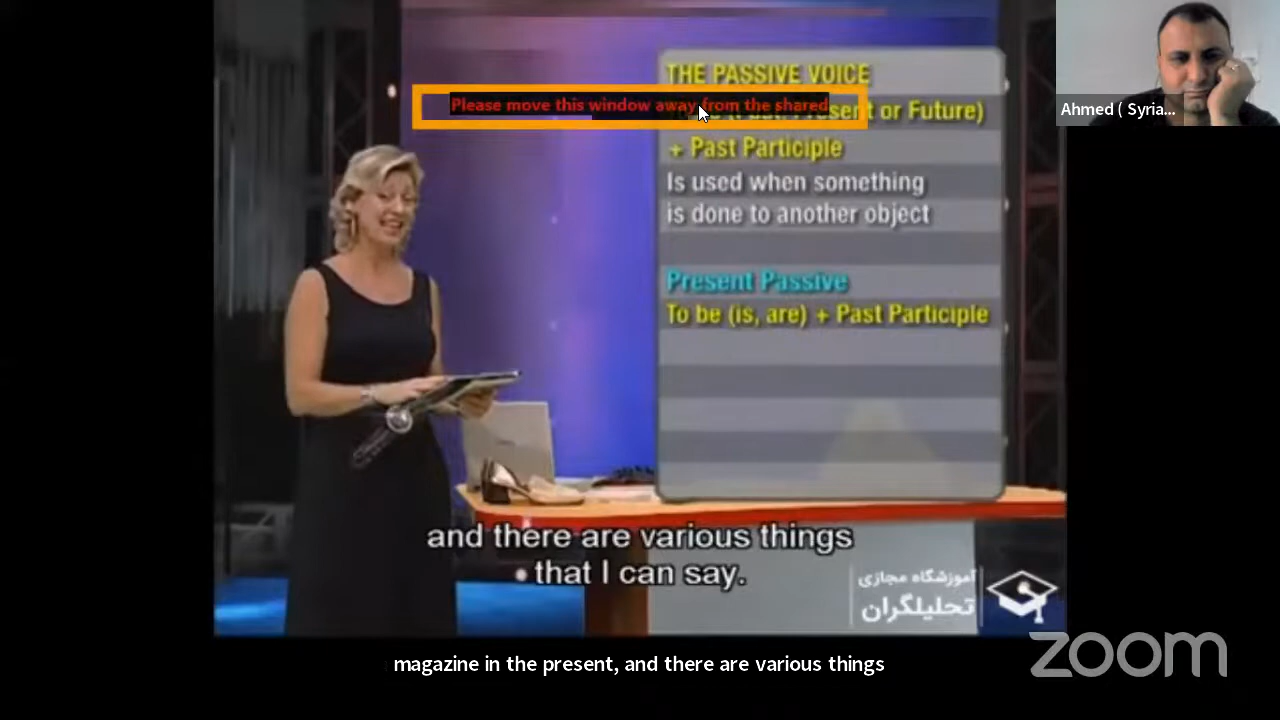 THE PASSIVE VOICE
Please move this window away from the shared
or Future)
+ Past Participle
Is used when something
is done to another object
Present Passive
To be (is, are) + Past Participle
Ahmed ( Syria...
and there are various things
that I can say.
آموزشگاه مجازی
تحلیلگران
zoom
magazine in the present, and there are various things